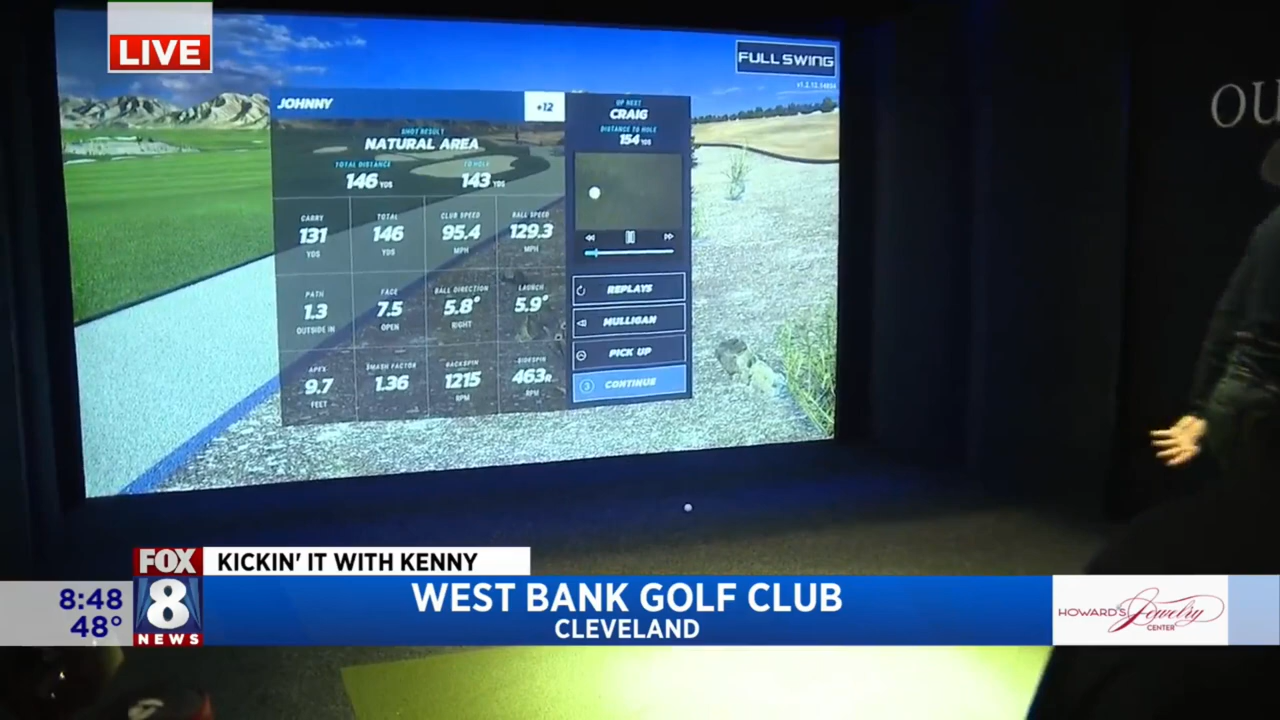 LIVE
FULL SWING
OU
JOHNNY
+12
SHOT RESULT
NATURAL AREA
TOTAL DISTANCE
146 YDS
TO HOLE
143 YDS
UP NEXT
CRAIG
DISTANCE TO HOLE
154 YDS
CARRY
131
YDS
TOTAL
146
YDS
CLUB SPEED
95.4
MPH
BALL SPEED
129.3
MPH
PATH
1.3
OUTSIDE IN
FACE
7.5
OPEN
BALL DIRECTION
5.8°
RIGHT
LAUNCH
5.9°
APEX
9.7
FEET
SMASH FACTOR
1.36
BACKSPIN
1215
RPM
SIDESPIN
463R
RPM
REPLAYS
MULLIGAN
PICK UP
3 CONTINUE
FOX
8
NEWS
KICKIN' IT WITH KENNY
8:48
48°
WEST BANK GOLF CLUB
CLEVELAND
HOWARD'S Jewelry
CENTER